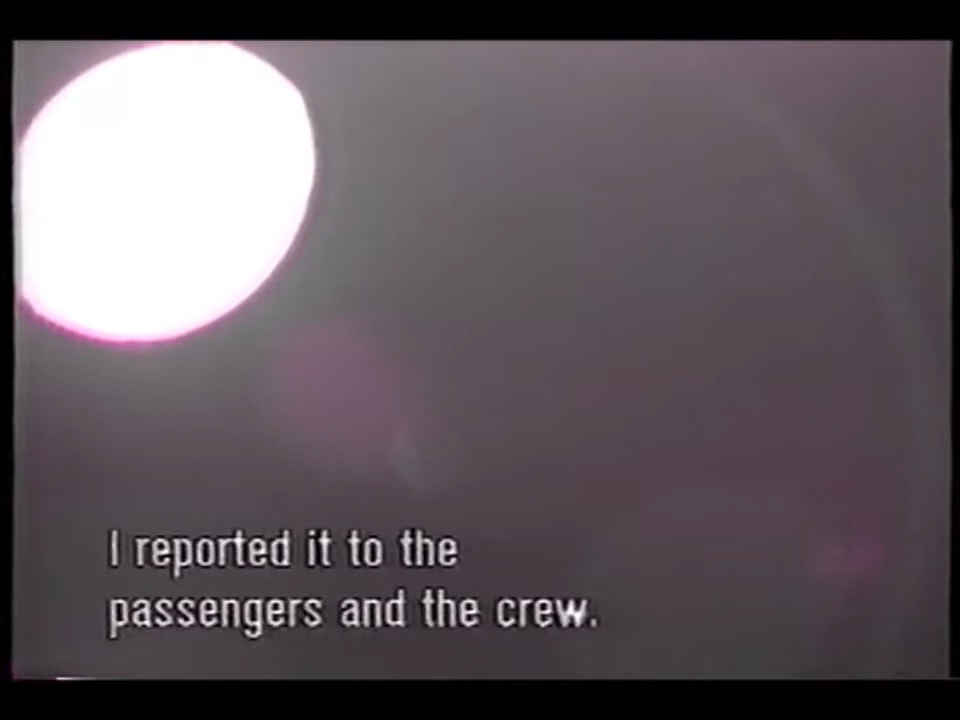 I reported it to the
passengers and the crew.